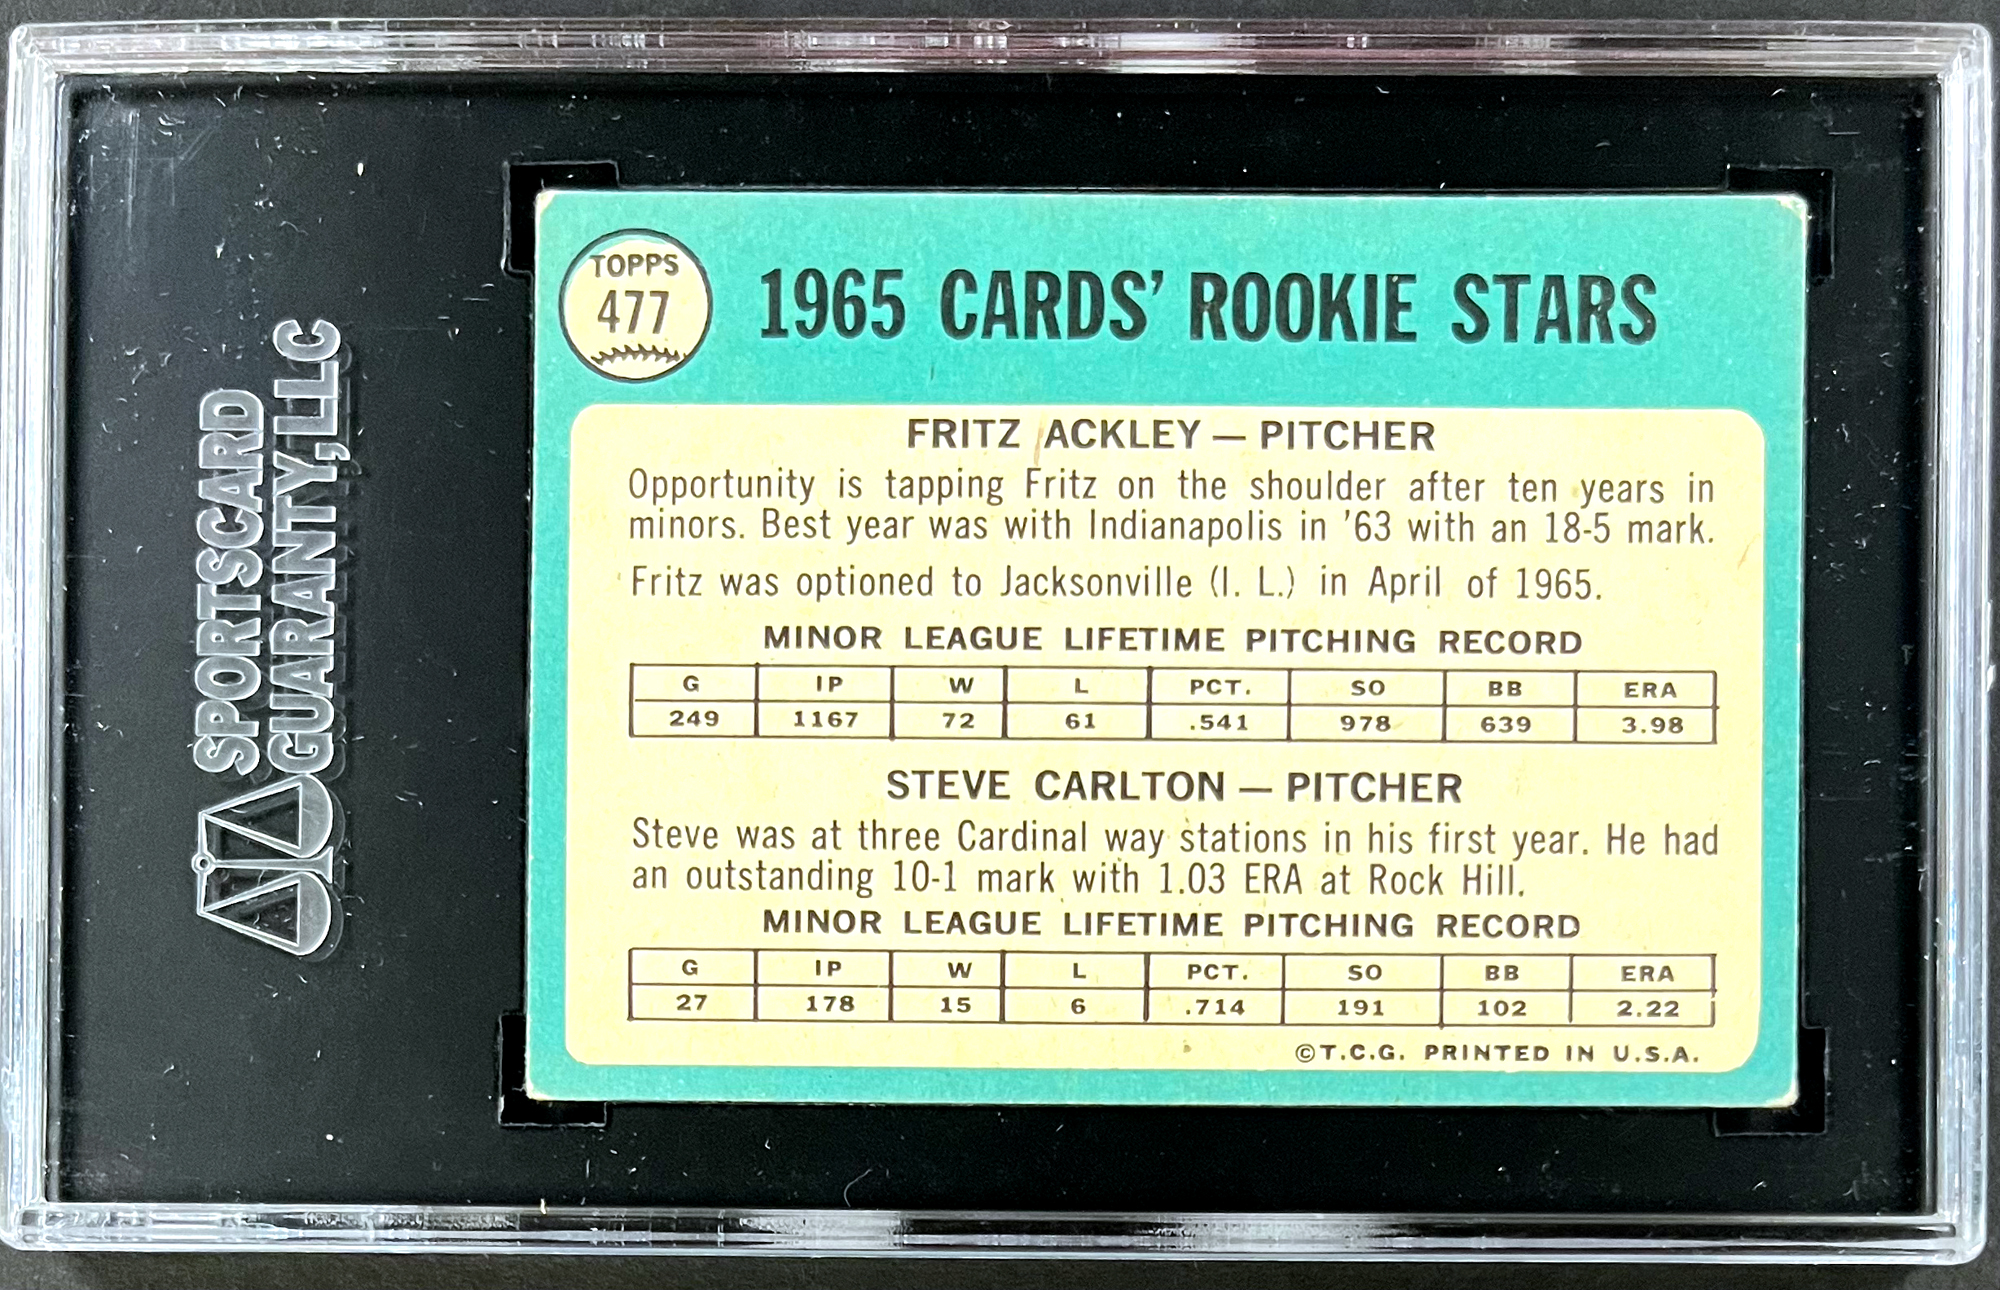 SPORTSCARD
GUARANTY, LLC
TOPPS
477
1965 CARDS' ROOKIE STARS
FRITZ ACKLEY — PITCHER
Opportunity is tapping Fritz on the shoulder after ten years in
minors. Best year was with Indianapolis in '63 with an 18-5 mark.
Fritz was optioned to Jacksonville (I. L.) in April of 1965.
MINOR LEAGUE LIFETIME PITCHING RECORD
G IP W L PCT. SO BB ERA
249 1167 72 61 .541 978 639 3.98
STEVE CARLTON — PITCHER
Steve was at three Cardinal way stations in his first year. He had
an outstanding 10-1 mark with 1.03 ERA at Rock Hill.
MINOR LEAGUE LIFETIME PITCHING RECORD
G IP W L PCT. SO BB ERA
27 178 15 6 .714 191 102 2.22
©T.C.G. PRINTED IN U.S.A.